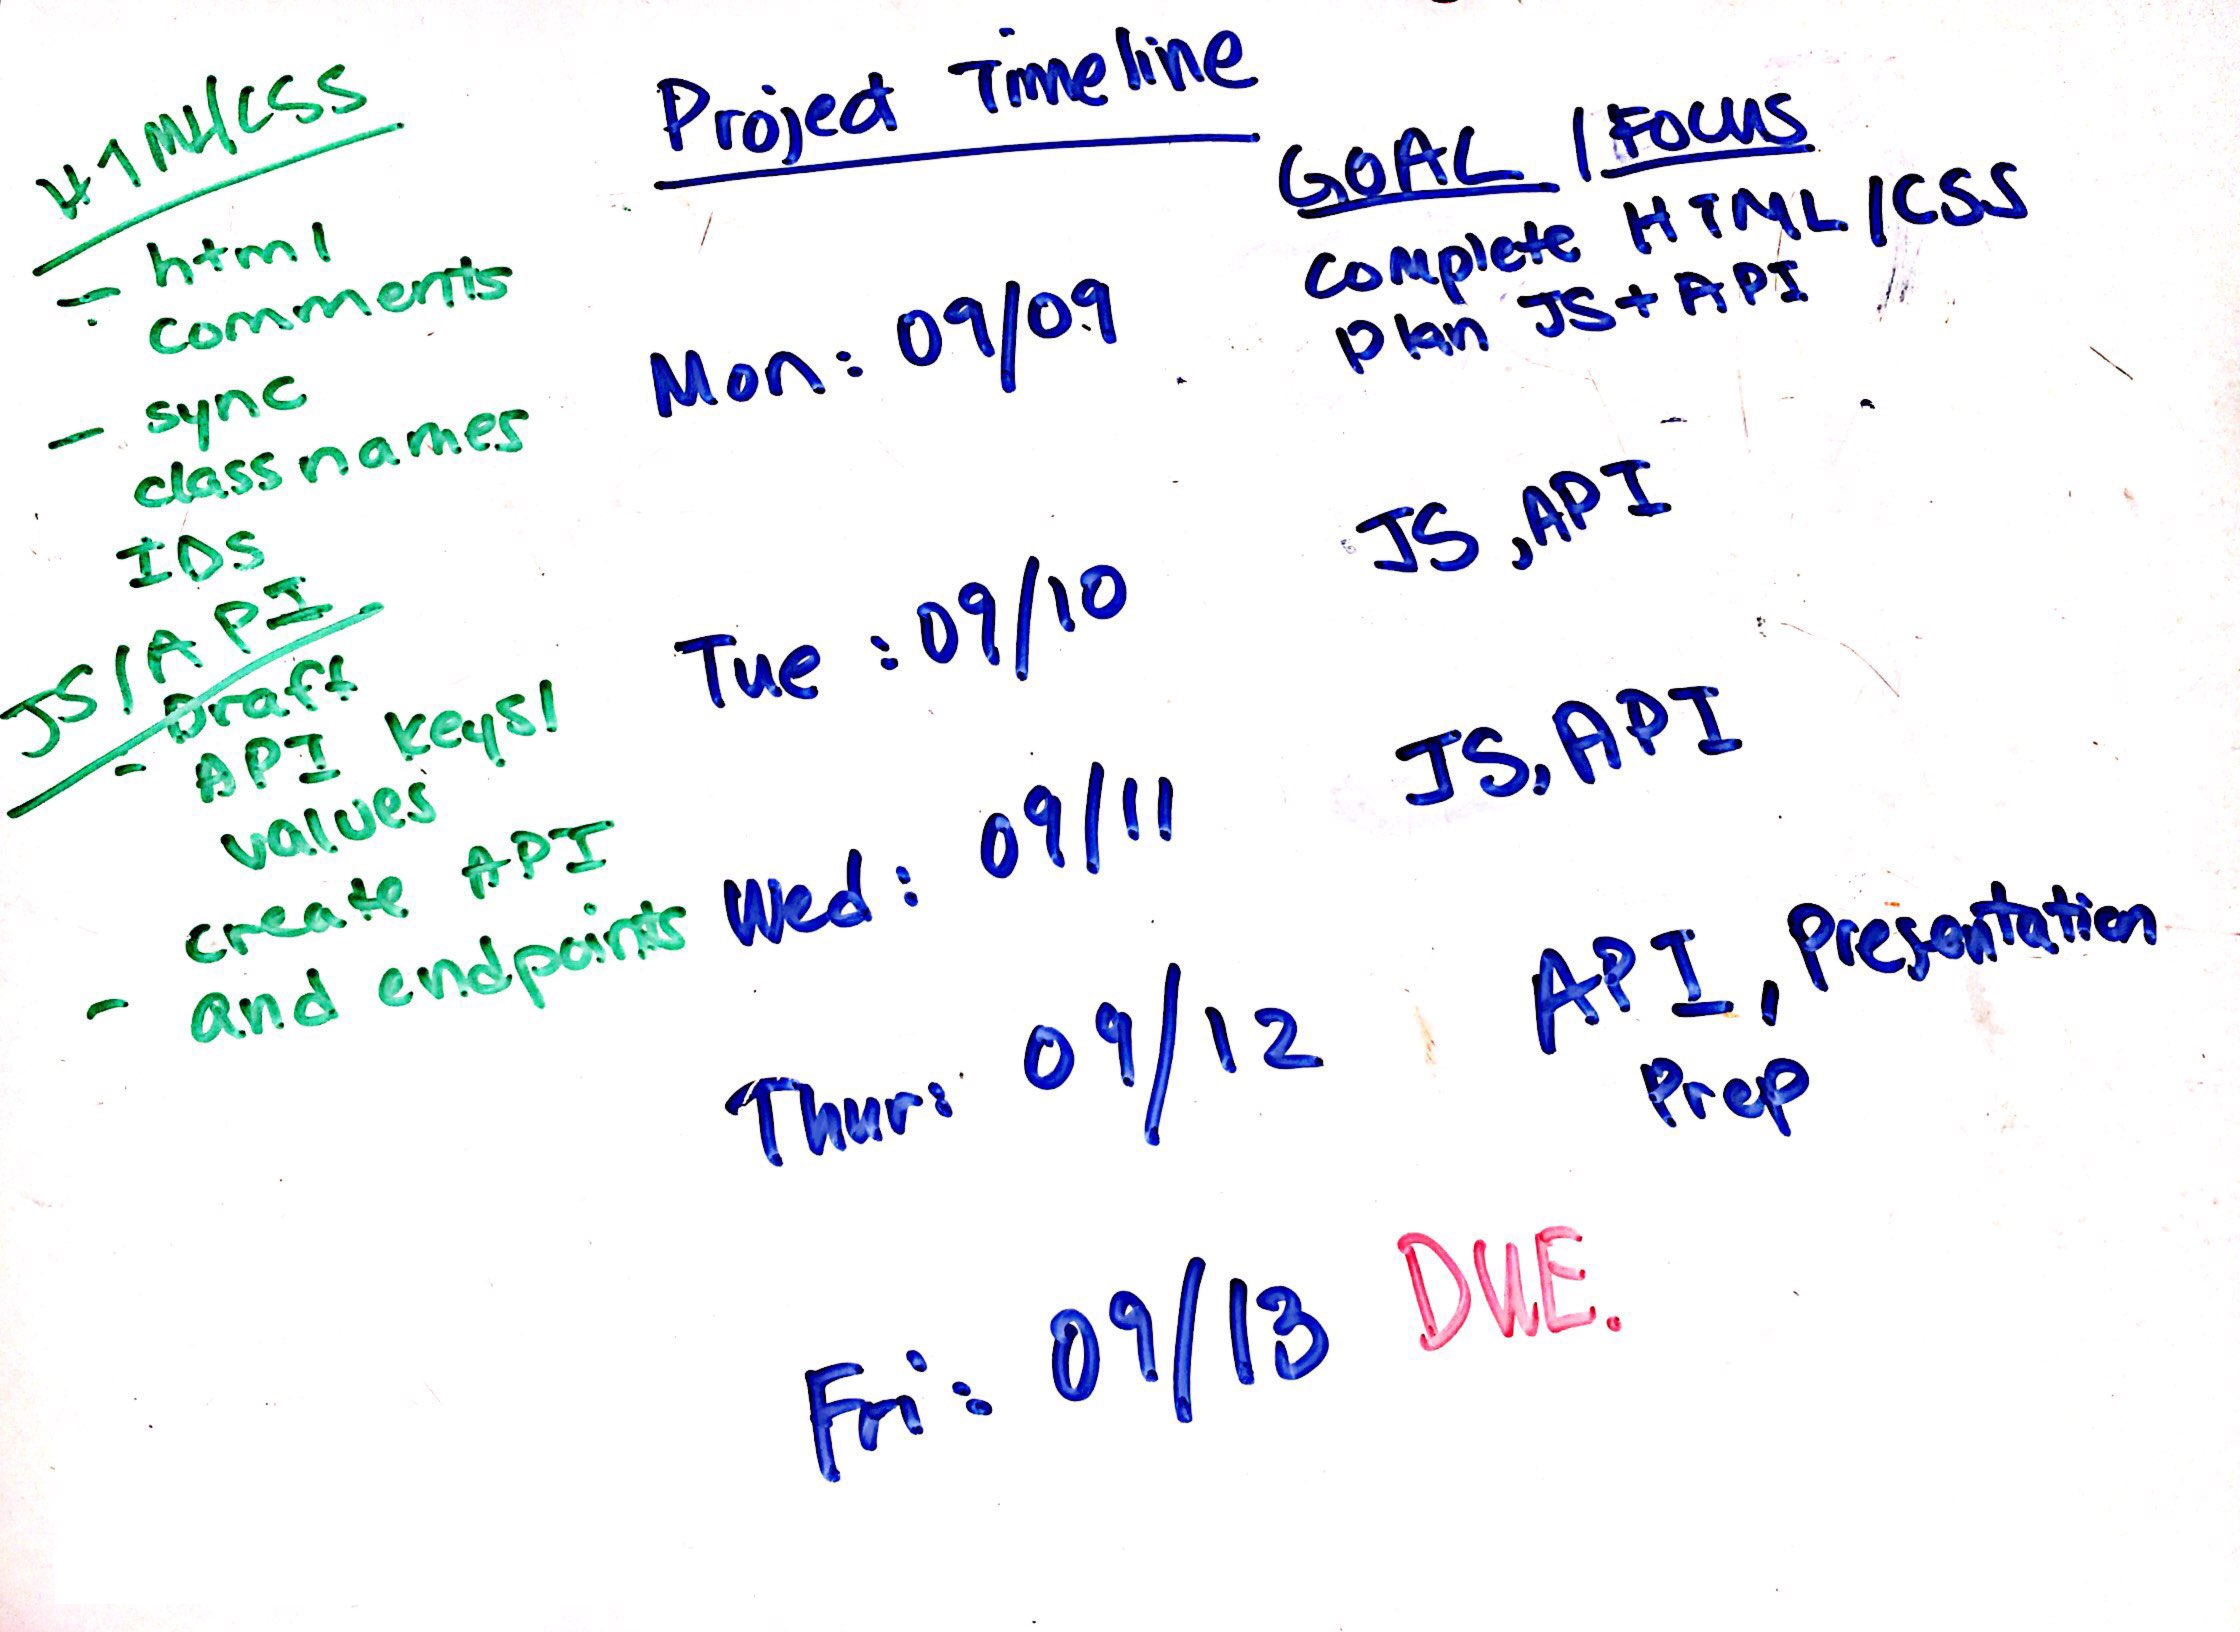 HTML/CSS
- html
comments
- sync
classnames
IDS
JS/API
- Draft
API keys/
values
create API
- and endpoints
Project Timeline
GOAL / FOCUS
Mon: 09/09
complete HTML/CSS
plan JS + API
Tue: 09/10
JS, API
Wed: 09/11
JS, API
Thur: 09/12
API, Presentation
Prep
Fri: 09/13
DUE.